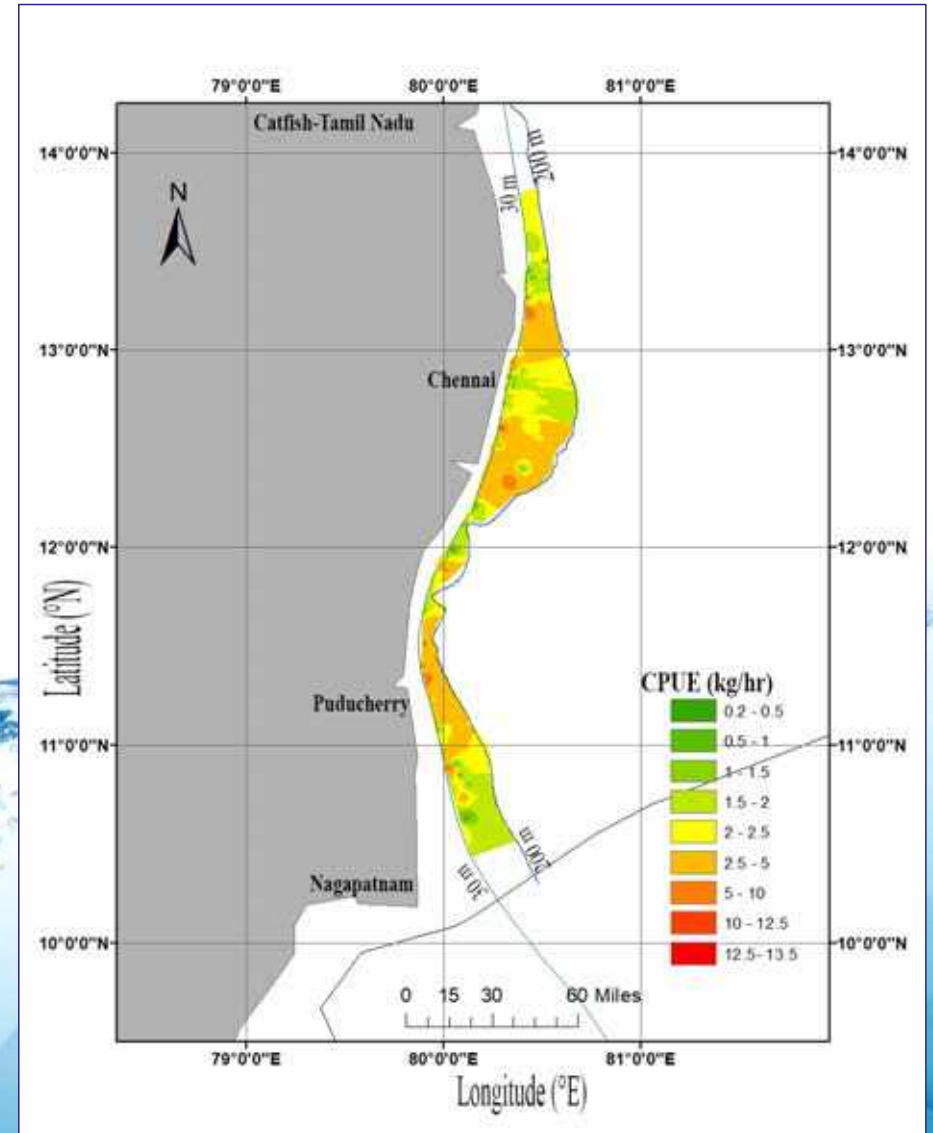 79°0'0"E 80°0'0"E 81°0'0"E
Catfish-Tamil Nadu
200 m
30 m
14°0'0"N 14°0'0"N
N
13°0'0"N 13°0'0"N
Chennai
12°0'0"N 12°0'0"N
Latitude (°N)
CPUE (kg/hr)
0.2 - 0.5
0.5 - 1
1 - 1.5
1.5 - 2
2 - 2.5
2.5 - 5
5 - 10
10 - 12.5
12.5- 13.5
Puducherry
11°0'0"N 11°0'0"N
200 m
30 m
Nagapatnam
10°0'0"N 10°0'0"N
0 15 30 60 Miles
79°0'0"E 80°0'0"E 81°0'0"E
Longitude (°E)